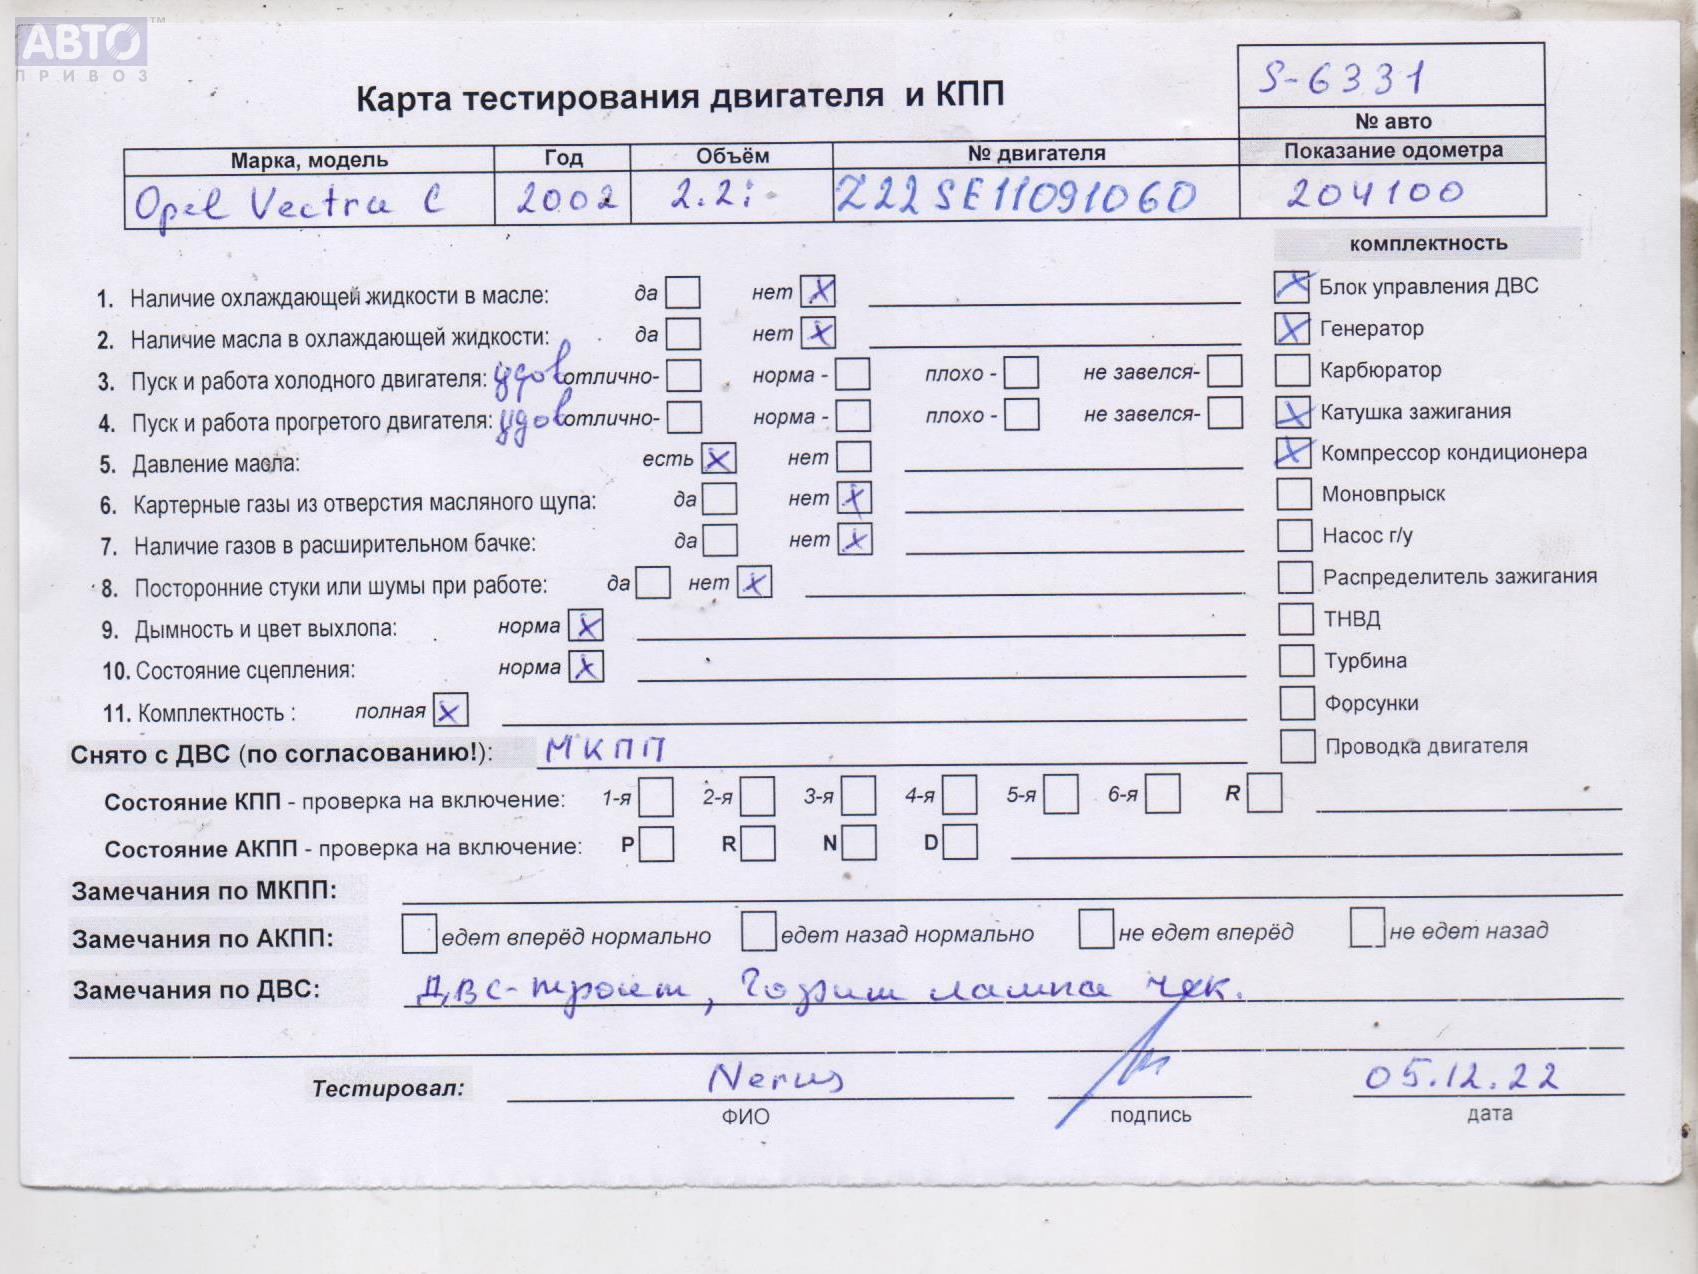 АВТО™
ПРИВОЗ
Карта тестирования двигателя и КПП
S-6331
№ авто
Марка, модель Год Объём № двигателя Показание одометра
Opel Vectra C 2002 2.2i Z22SE11091060 204100
комплектность
1. Наличие охлаждающей жидкости в масле: да нет X Блок управления ДВС X
2. Наличие масла в охлаждающей жидкости: да нет X Генератор X
3. Пуск и работа холодного двигателя: удов отлично- норма - плохо - не завелся- Карбюратор
4. Пуск и работа прогретого двигателя: удов отлично- норма - плохо - не завелся- X Катушка зажигания
5. Давление масла: есть X нет X Компрессор кондиционера
6. Картерные газы из отверстия масляного щупа: да нет X Моновпрыск
7. Наличие газов в расширительном бачке: да нет X Насос г/у
8. Посторонние стуки или шумы при работе: да нет X Распределитель зажигания
9. Дымность и цвет выхлопа: норма X ТНВД
10. Состояние сцепления: норма X Турбина
11. Комплектность : полная X Форсунки
Снято с ДВС (по согласованию!): МКПП Проводка двигателя
Состояние КПП - проверка на включение: 1-я 2-я 3-я 4-я 5-я 6-я R
Состояние АКПП - проверка на включение: P R N D
Замечания по МКПП:
Замечания по АКПП: едет вперёд нормально едет назад нормально не едет вперёд не едет назад
Замечания по ДВС: ДВС-троит, Горит лампа чек.
Тестировал: 05.12.22
ФИО подпись дата